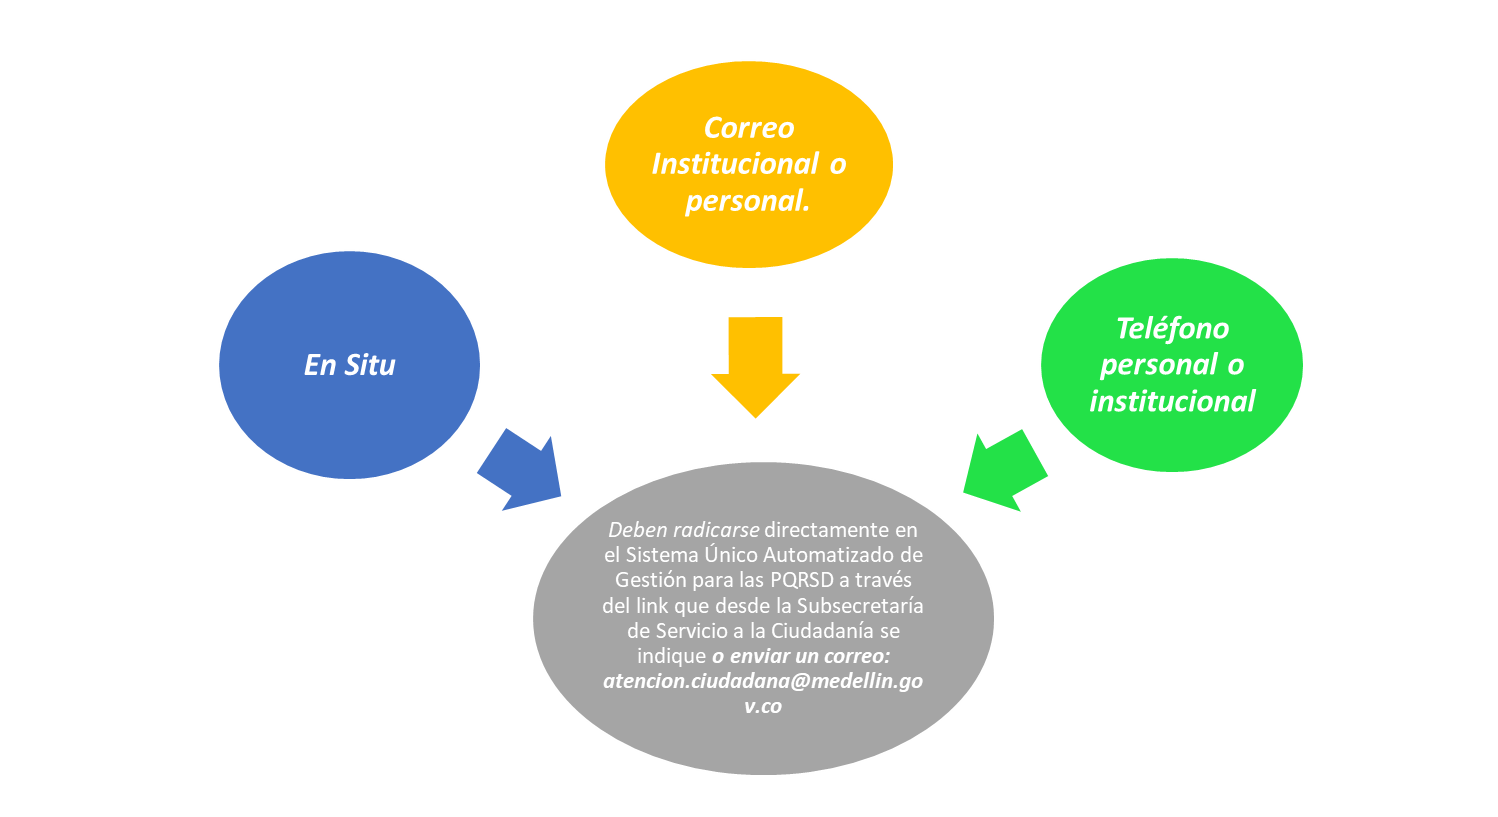 Correo
Institucional o
personal.
En Situ
Teléfono
personal o
institucional
Deben radicarse directamente en
el Sistema Único Automatizado de
Gestión para las PQRSD a través
del link que desde la Subsecretaría
de Servicio a la Ciudadanía se
indique o enviar un correo:
atencion.ciudadana@medellin.go
v.co